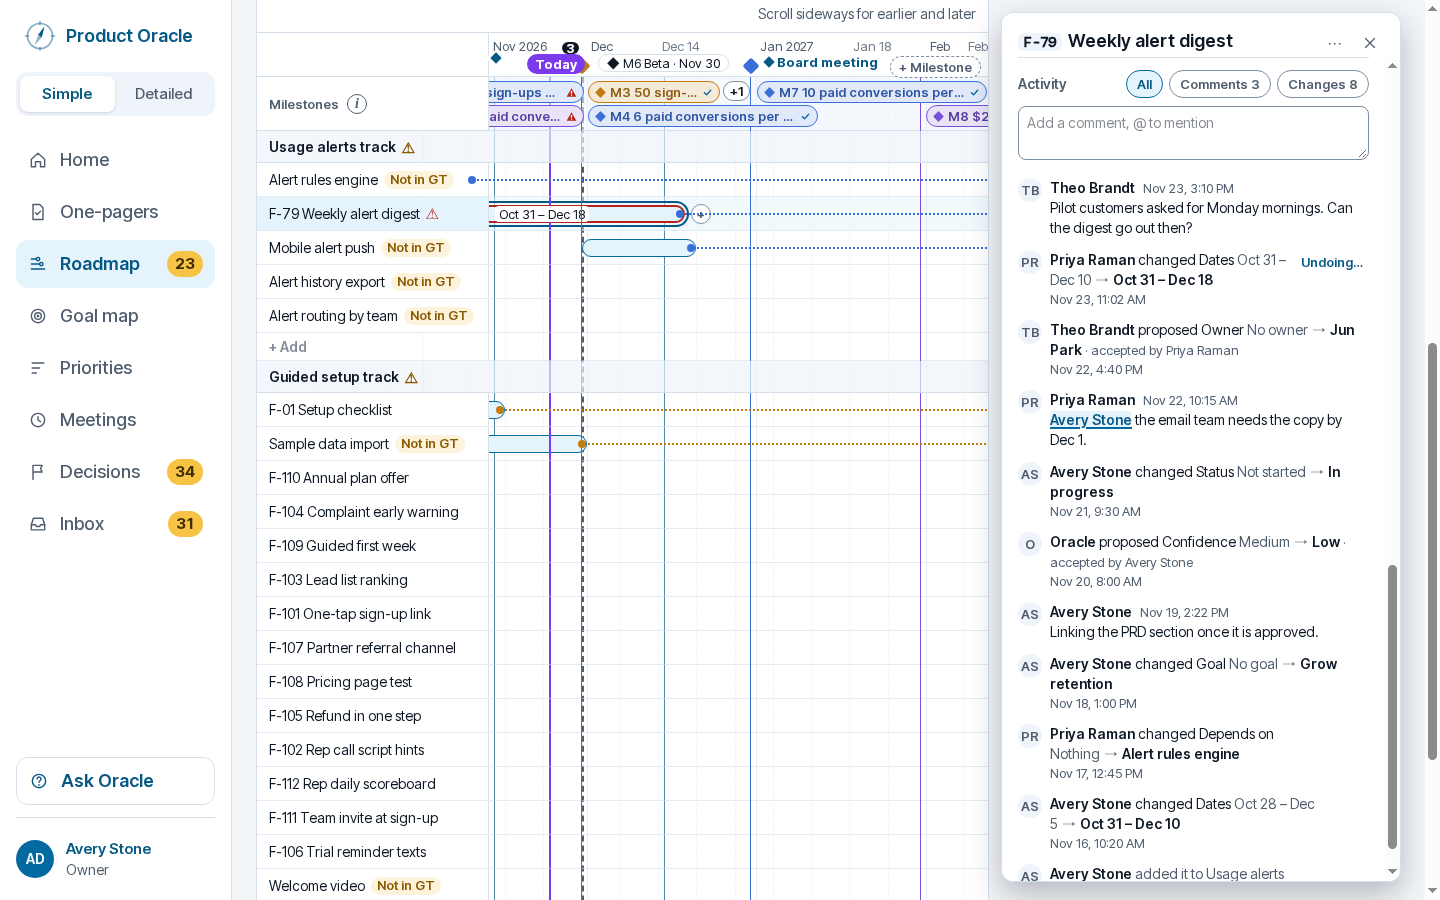 Product Oracle
Simple
Detailed
Home
One-pagers
Roadmap
23
Goal map
Priorities
Meetings
Decisions
34
Inbox
31
Ask Oracle
AD
Avery Stone
Owner
Scroll sideways for earlier and later
Nov 2026
3
Dec
Dec 14
Jan 2027
Jan 18
Feb
Feb
Today
M6 Beta · Nov 30
Board meeting
+ Milestone
Milestones
i
sign-ups ...
M3 50 sign-...
+1
M7 10 paid conversions per...
aid conve...
M4 6 paid conversions per ...
M8 $2
Usage alerts track
Alert rules engine
Not in GT
F-79 Weekly alert digest
Oct 31 – Dec 18
+
Mobile alert push
Not in GT
Alert history export
Not in GT
Alert routing by team
Not in GT
+ Add
Guided setup track
F-01 Setup checklist
Sample data import
Not in GT
F-110 Annual plan offer
F-104 Complaint early warning
F-109 Guided first week
F-103 Lead list ranking
F-101 One-tap sign-up link
F-107 Partner referral channel
F-108 Pricing page test
F-105 Refund in one step
F-102 Rep call script hints
F-112 Rep daily scoreboard
F-111 Team invite at sign-up
F-106 Trial reminder texts
Welcome video
Not in GT
F-79 Weekly alert digest
...
Activity
All
Comments 3
Changes 8
Add a comment, @ to mention
TB
Theo Brandt Nov 23, 3:10 PM
Pilot customers asked for Monday mornings. Can
the digest go out then?
PR
Priya Raman changed Dates Oct 31 –
Dec 10 → Oct 31 – Dec 18
Undoing...
Nov 23, 11:02 AM
TB
Theo Brandt proposed Owner No owner → Jun
Park · accepted by Priya Raman
Nov 22, 4:40 PM
PR
Priya Raman Nov 22, 10:15 AM
Avery Stone the email team needs the copy by
Dec 1.
AS
Avery Stone changed Status Not started → In
progress
Nov 21, 9:30 AM
O
Oracle proposed Confidence Medium → Low ·
accepted by Avery Stone
Nov 20, 8:00 AM
AS
Avery Stone Nov 19, 2:22 PM
Linking the PRD section once it is approved.
AS
Avery Stone changed Goal No goal → Grow
retention
Nov 18, 1:00 PM
PR
Priya Raman changed Depends on
Nothing → Alert rules engine
Nov 17, 12:45 PM
AS
Avery Stone changed Dates Oct 28 – Dec
5 → Oct 31 – Dec 10
Nov 16, 10:20 AM
AS
Avery Stone added it to Usage alerts